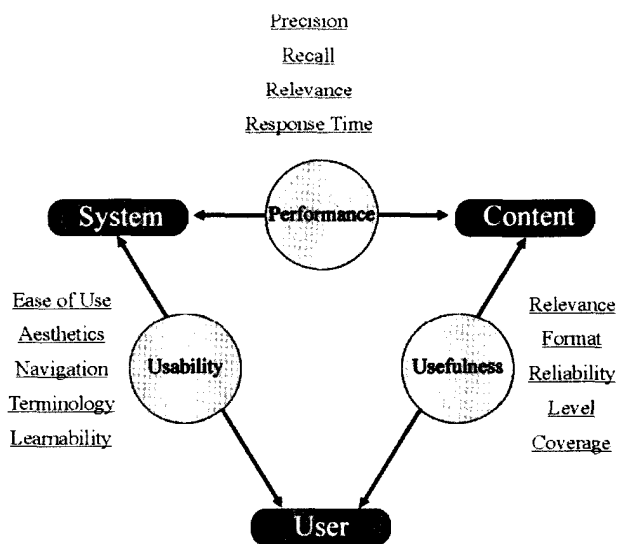 Precision
Recall
Relevance
Response Time
System
Performance
Content
Ease of Use
Aesthetics
Navigation
Terminology
Learnability
Usability
Usefulness
Relevance
Format
Reliability
Level
Coverage
User